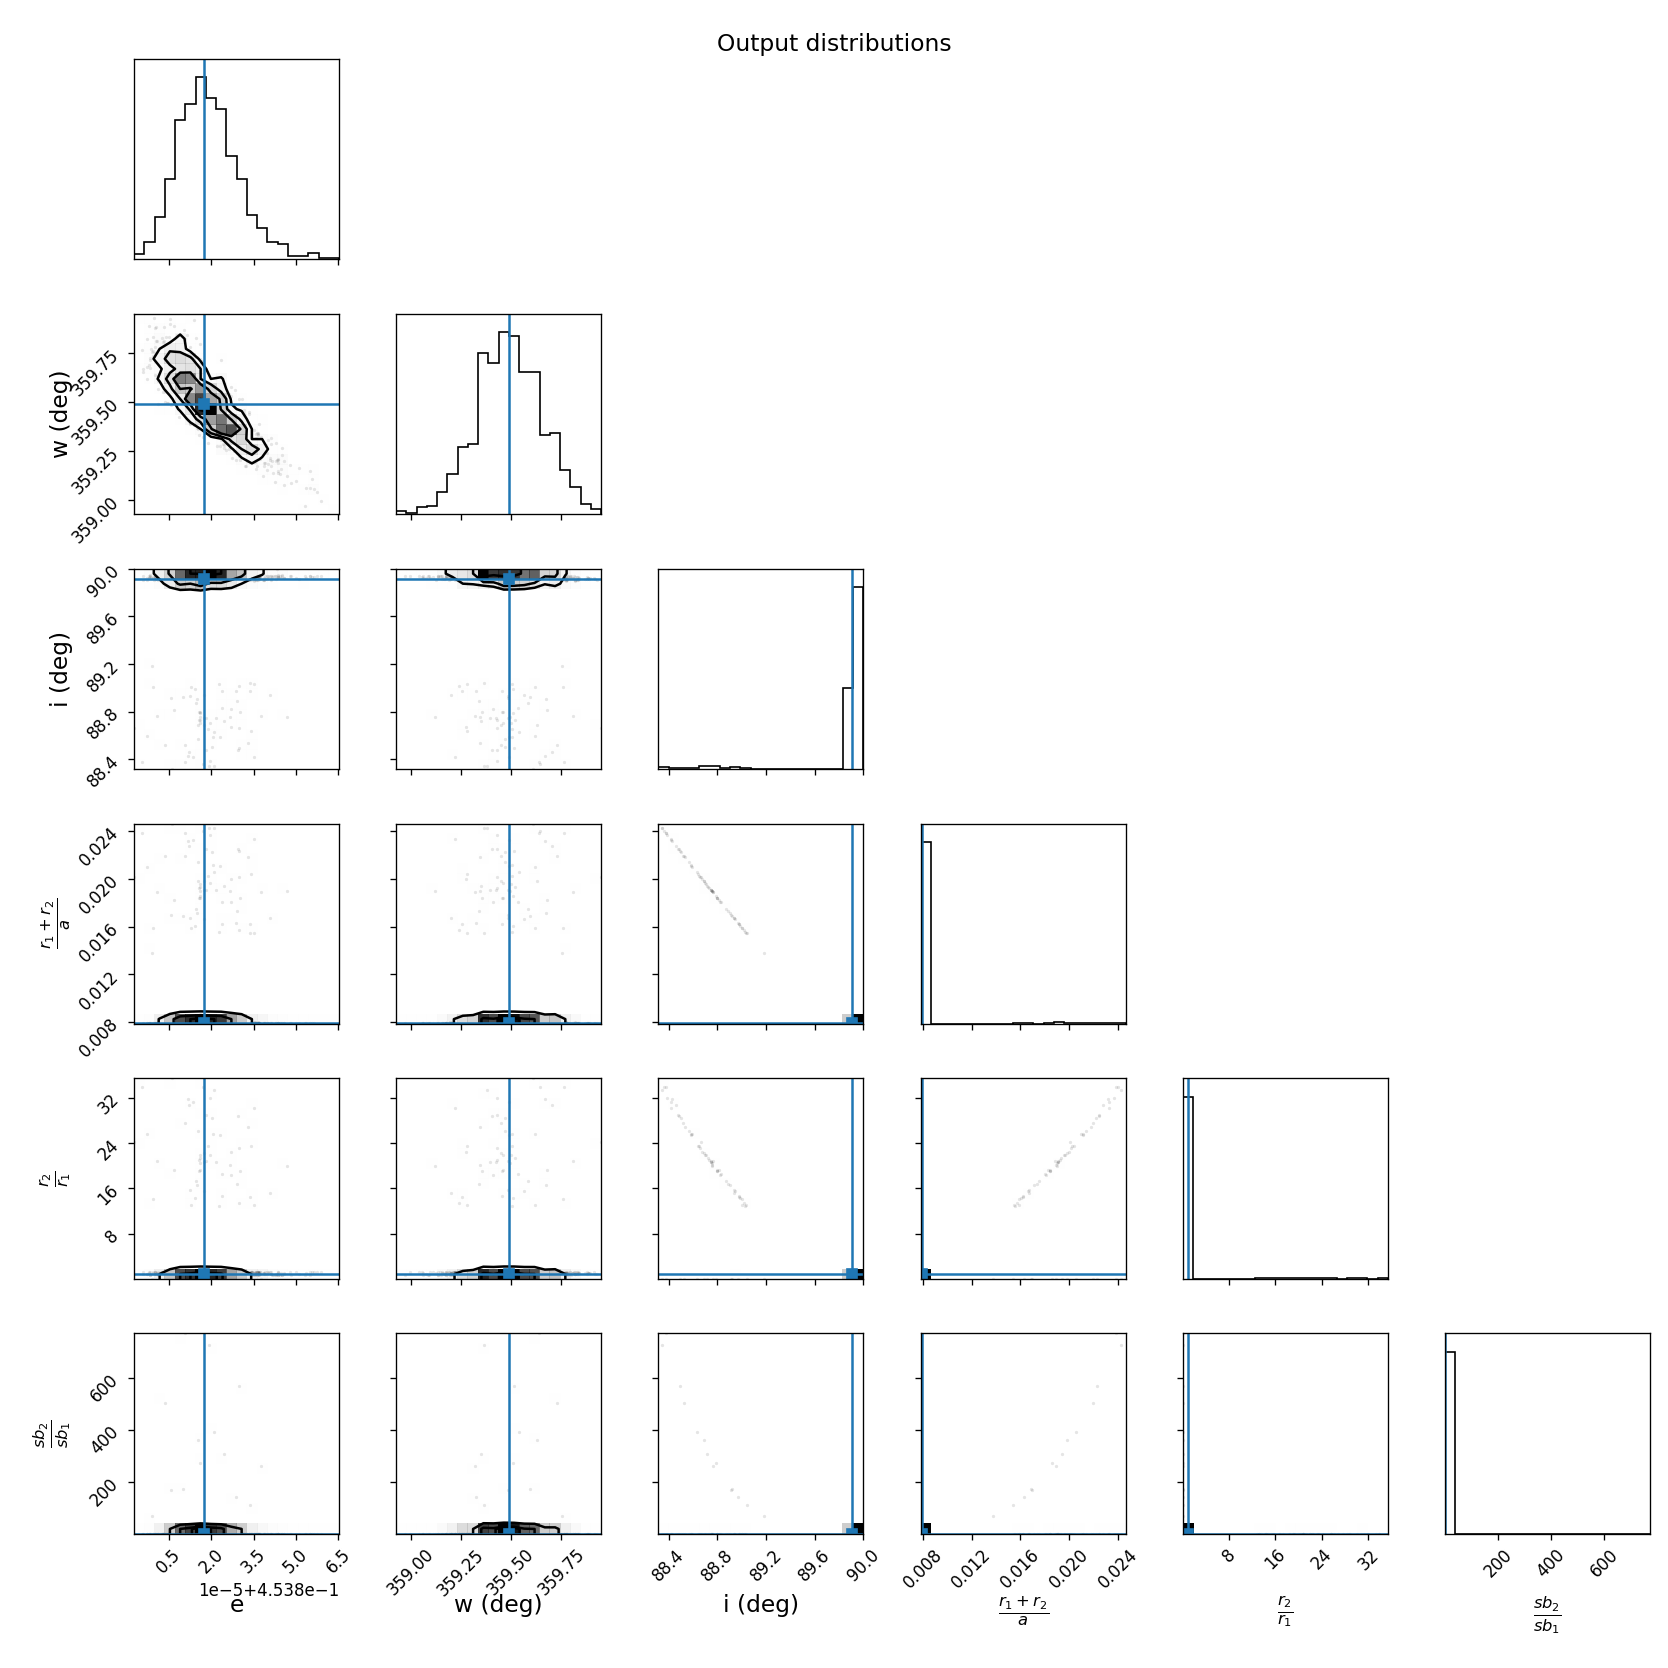 Output distributions
w (deg)
359.75
359.50
359.25
359.00
i (deg)
90.0
89.6
89.2
88.8
88.4
r₁ + r₂
a
0.024
0.020
0.016
0.012
0.008
r₂
r₁
32
24
16
8
sb₂
sb₁
600
400
200
0.5 2.0 3.5 5.0 6.5
1e−5+4.538e−1
e
359.00 359.25 359.50 359.75
w (deg)
88.4 88.8 89.2 89.6 90.0
i (deg)
0.008 0.012 0.016 0.020 0.024
r₁ + r₂
a
8 16 24 32
r₂
r₁
200 400 600
sb₂
sb₁